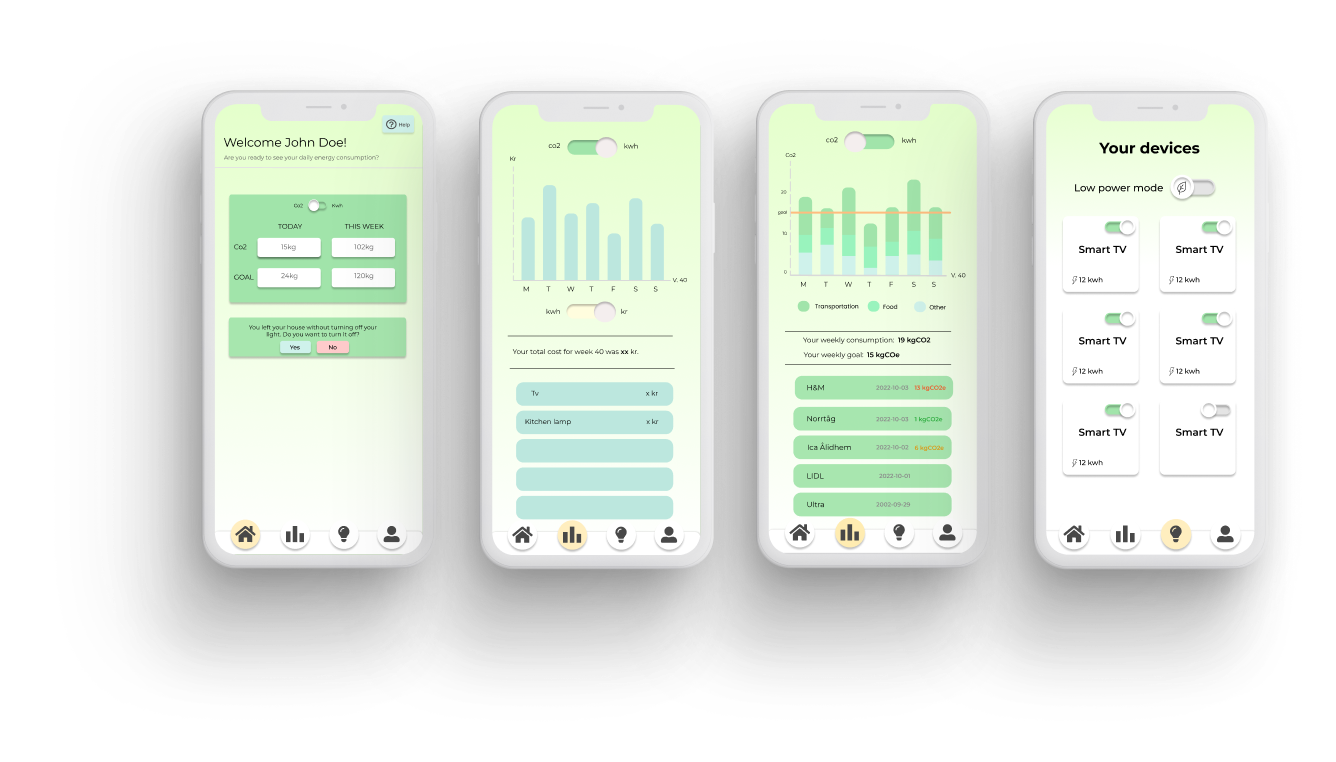 Help
Welcome John Doe!
Are you ready to see your daily energy consumption?
Co2 Kwh
TODAY THIS WEEK
Co2 15kg 102kg
GOAL 24kg 120kg
You left your house without turning off your
light. Do you want to turn it off?
Yes No
co2 kwh
Kr
V. 40
M T W T F S S
kwh kr
Your total cost for week 40 was xx kr.
Tv x kr
Kitchen lamp x kr
co2 kwh
Co2
20
goal
10
0
V. 40
M T W T F S S
Transportation Food Other
Your weekly consumption: 19 kgCO2
Your weekly goal: 15 kgCOe
H&M 2022-10-03 13 kgCO2e
Norrtåg 2022-10-03 1 kgCO2e
Ica Ålidhem 2022-10-02 6 kgCO2e
LIDL 2022-10-01
Ultra 2002-09-29
Your devices
Low power mode
Smart TV Smart TV
12 kwh 12 kwh
Smart TV Smart TV
12 kwh 12 kwh
Smart TV Smart TV
12 kwh